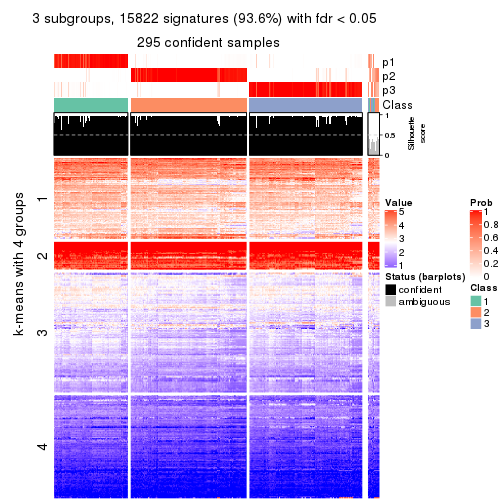 3 subgroups, 15822 signatures (93.6%) with fdr < 0.05
295 confident samples
p1
p2
p3
Class
1
0.5
0
Silhouette
score
k-means with 4 groups
1
2
3
4
Value
5
4
3
2
1
Status (barplots)
confident
ambiguous
Prob
1
0.8
0.6
0.4
0.2
0
Class
1
2
3